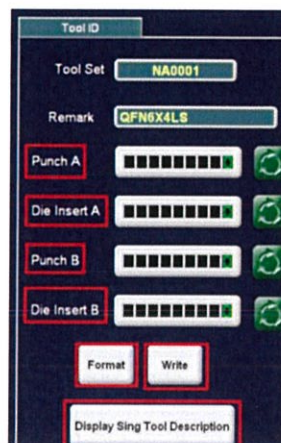 Tool ID
Tool Set NA0001
Remark QFN6X4LS
Punch A
Die Insert A
Punch B
Die Insert B
Format Write
Display Sing Tool Description